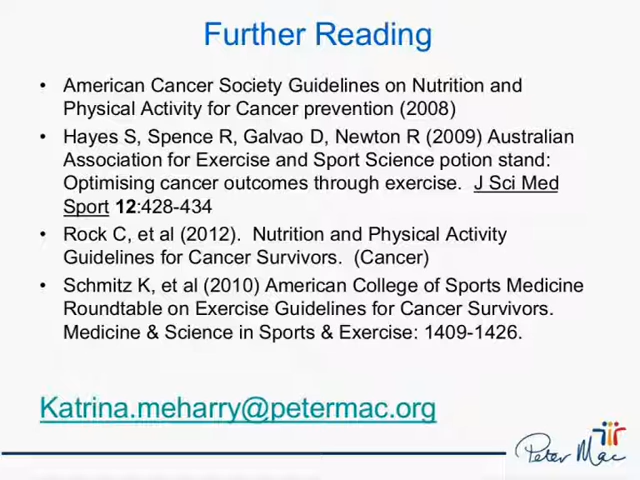 Further Reading
• American Cancer Society Guidelines on Nutrition and
Physical Activity for Cancer prevention (2008)
• Hayes S, Spence R, Galvao D, Newton R (2009) Australian
Association for Exercise and Sport Science potion stand:
Optimising cancer outcomes through exercise. J Sci Med
Sport 12:428-434
• Rock C, et al (2012). Nutrition and Physical Activity
Guidelines for Cancer Survivors. (Cancer)
• Schmitz K, et al (2010) American College of Sports Medicine
Roundtable on Exercise Guidelines for Cancer Survivors.
Medicine & Science in Sports & Exercise: 1409-1426.
Katrina.meharry@petermac.org
Peter Mac